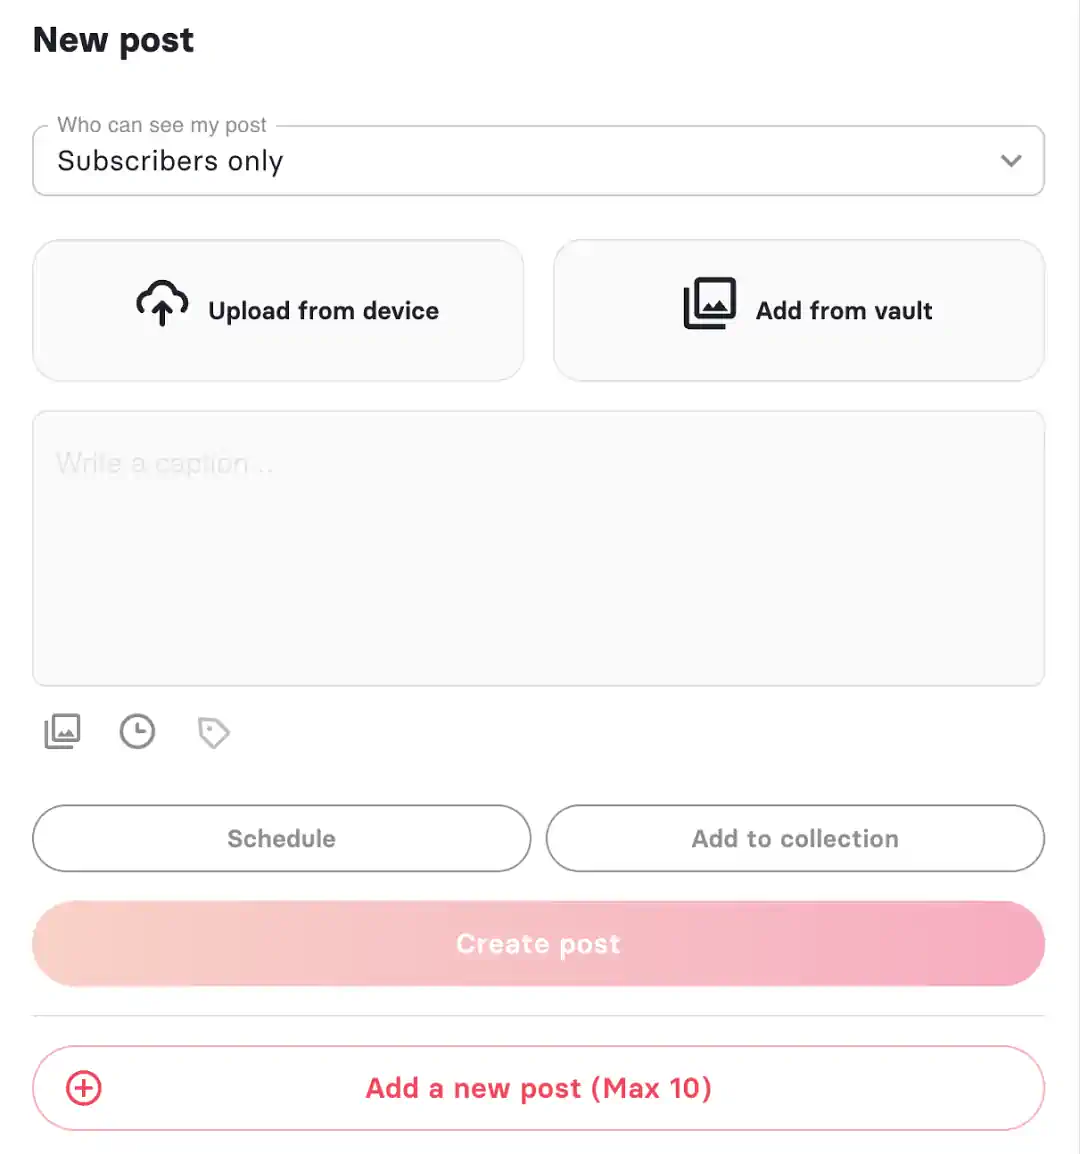 New post
Who can see my post
Subscribers only
Upload from device
Add from vault
Write a caption...
Schedule
Add to collection
Create post
Add a new post (Max 10)